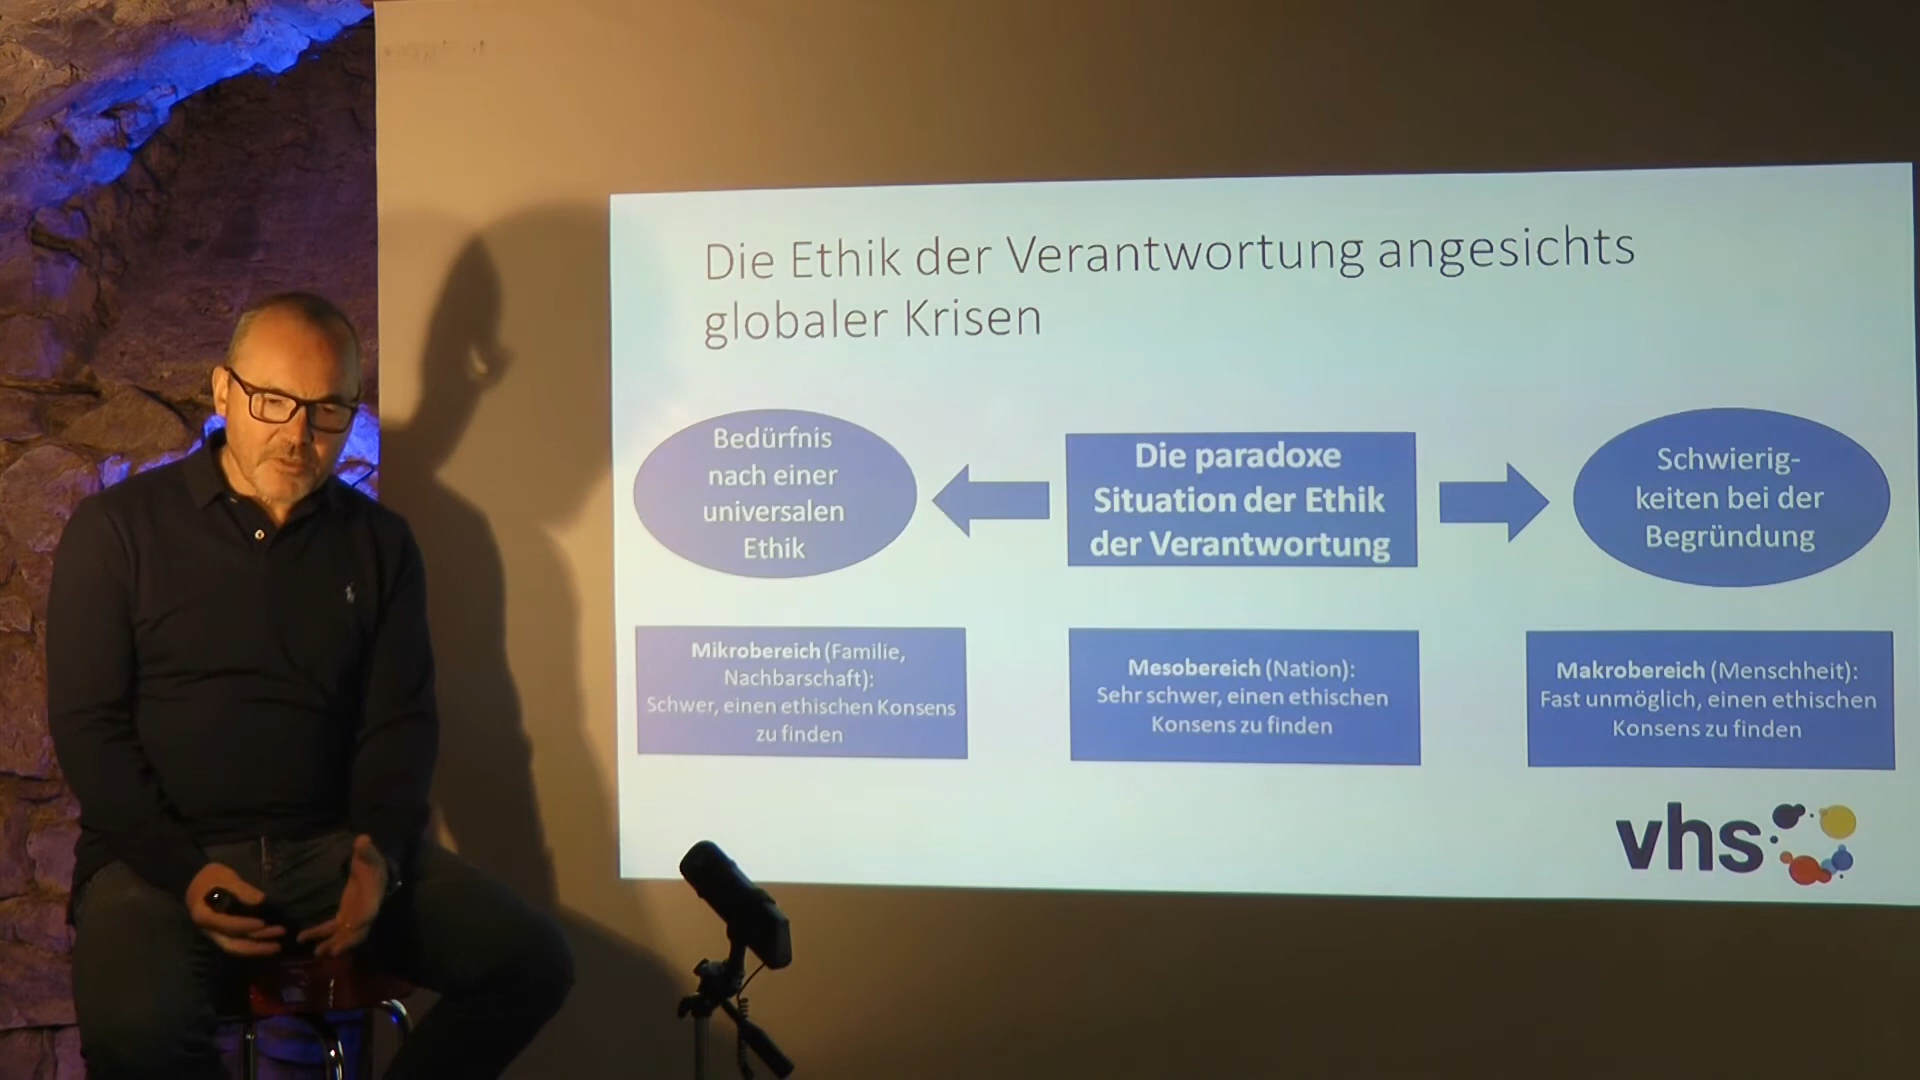 Die Ethik der Verantwortung angesichts
globaler Krisen
Bedürfnis
nach einer
universalen
Ethik
Die paradoxe
Situation der Ethik
der Verantwortung
Schwierig-
keiten bei der
Begründung
Mikrobereich (Familie,
Nachbarschaft):
Schwer, einen ethischen Konsens
zu finden
Mesobereich (Nation):
Sehr schwer, einen ethischen
Konsens zu finden
Makrobereich (Menschheit):
Fast unmöglich, einen ethischen
Konsens zu finden
vhs